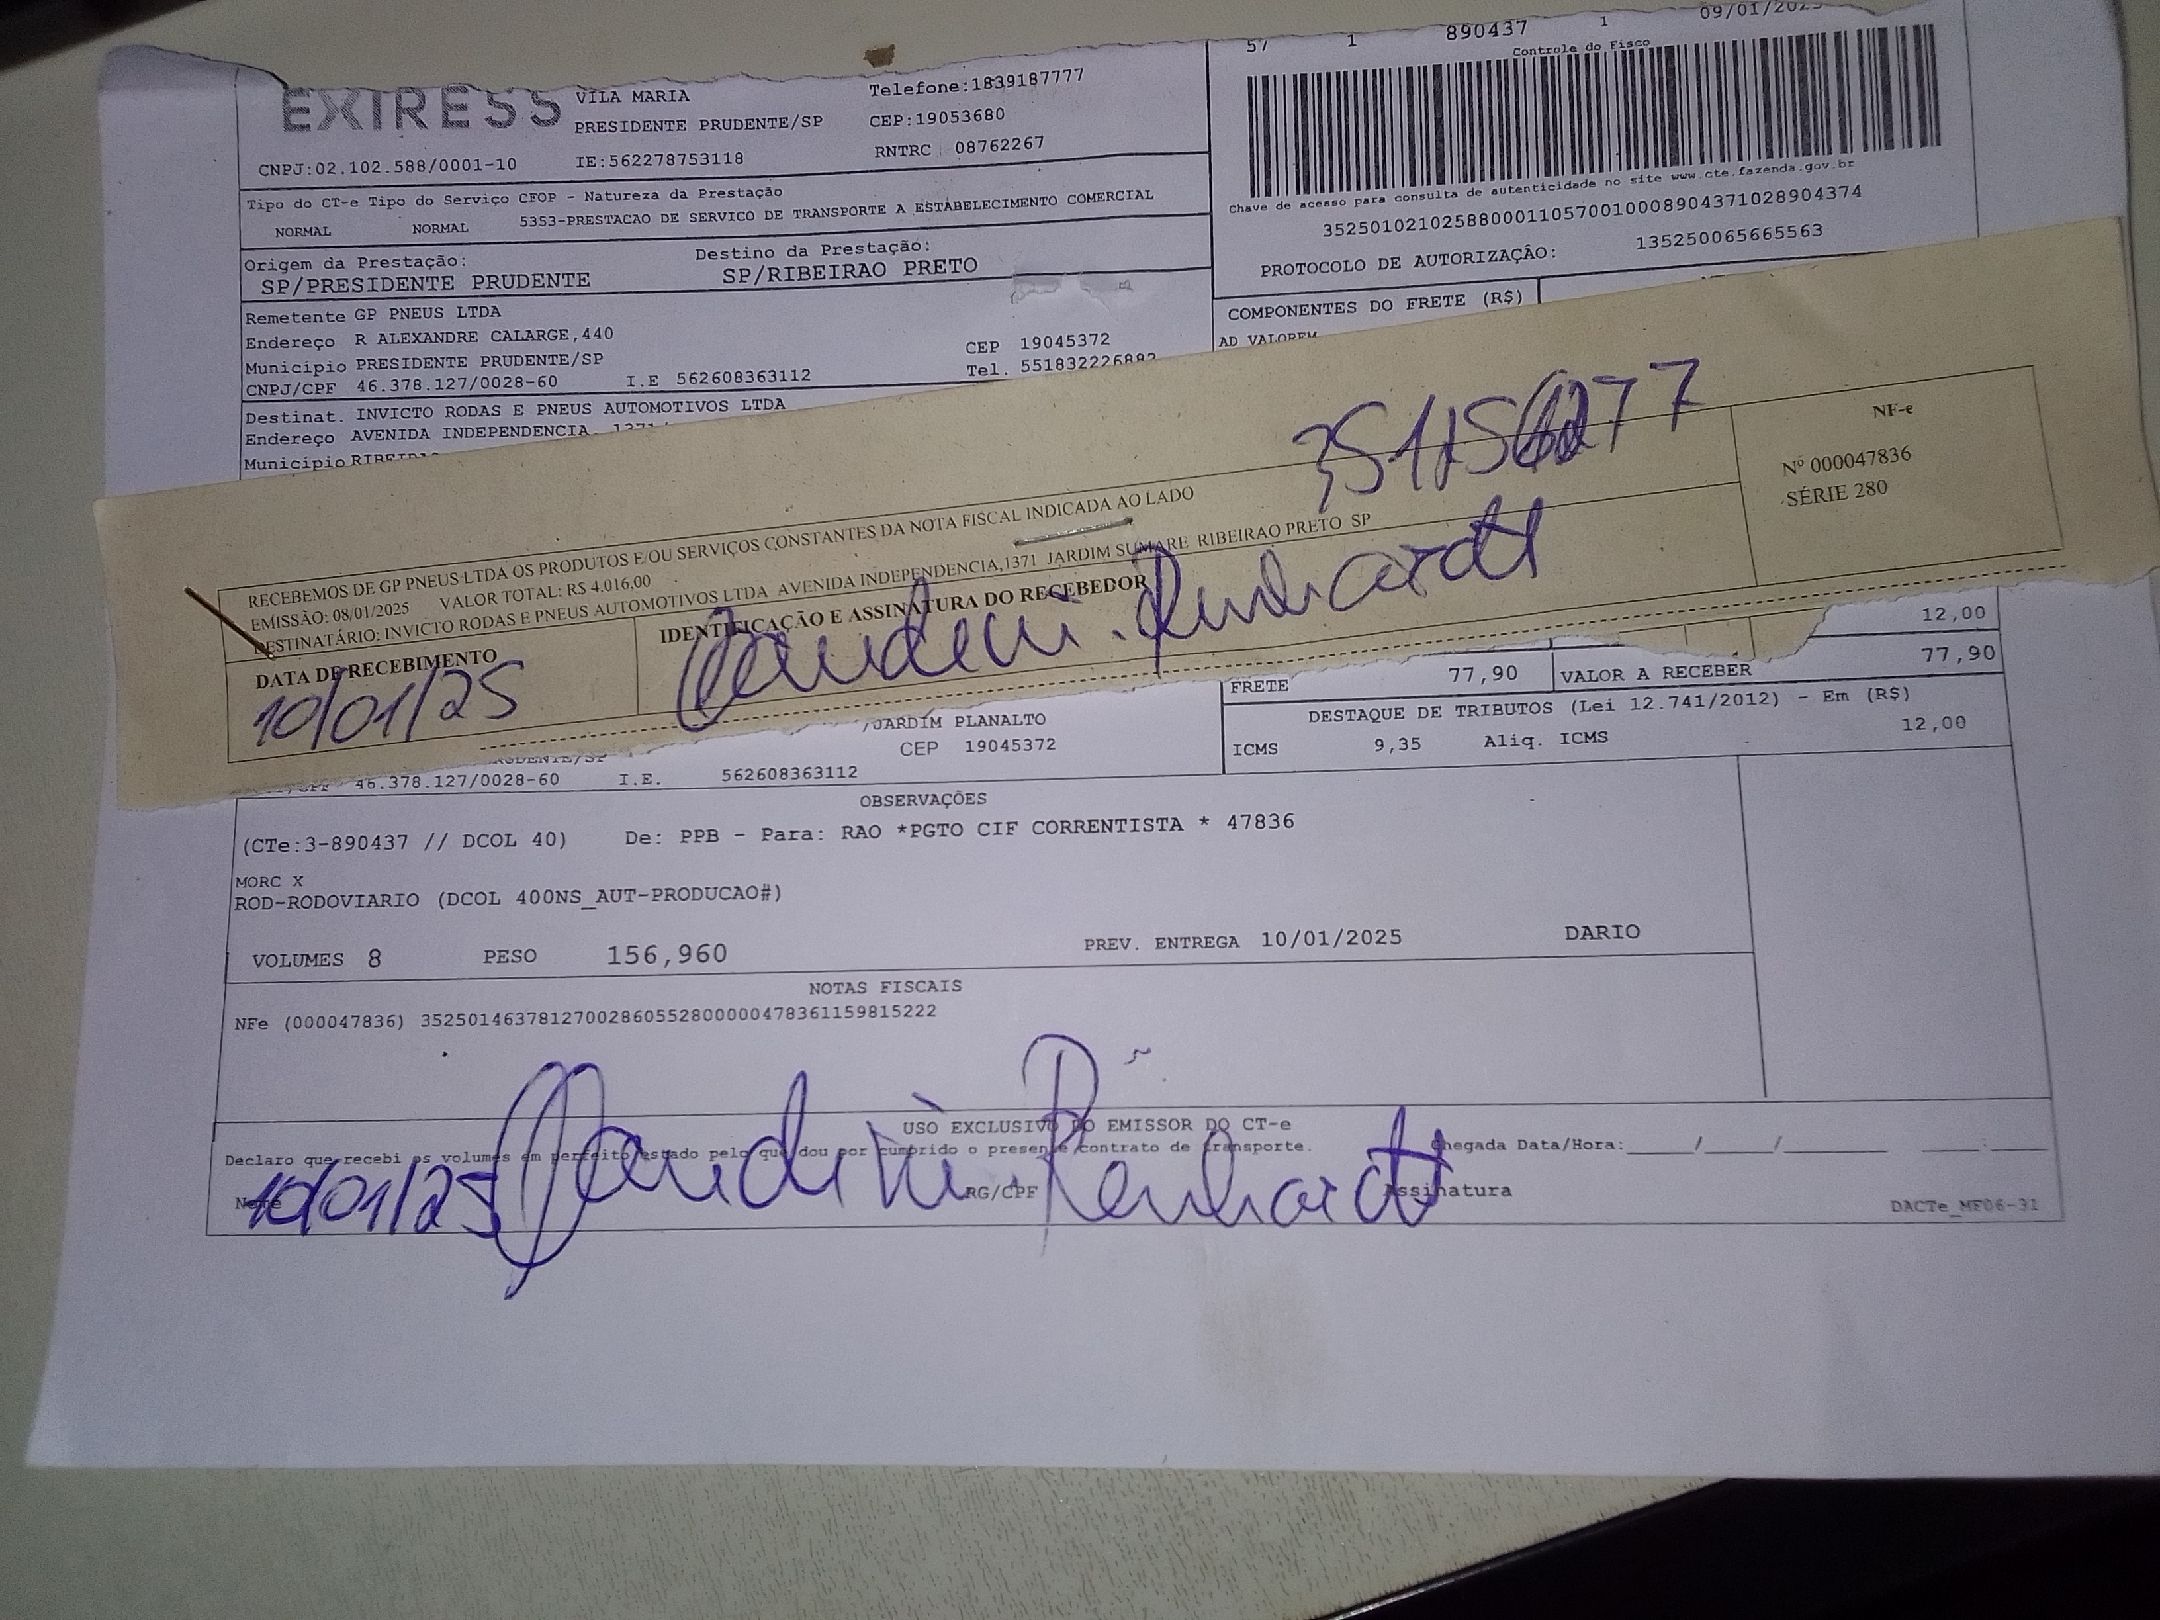 57 1 890437 1 09/01/202
Controle do Fisco
VILA MARIA Telefone:1839187777
PRESIDENTE PRUDENTE/SP CEP:19053680
CNPJ:02.102.588/0001-10 IE:562278753118 RNTRC 08762267
Chave de acesso para consulta de autenticidade no site www.cte.fazenda.gov.br
35250102102588000110570010008904371028904374
PROTOCOLO DE AUTORIZAÇÃO: 135250065665563
Tipo do CT-e Tipo do Serviço CFOP - Natureza da Prestação
NORMAL NORMAL 5353-PRESTACAO DE SERVICO DE TRANSPORTE A ESTABELECIMENTO COMERCIAL
Origem da Prestação: Destino da Prestação:
SP/PRESIDENTE PRUDENTE SP/RIBEIRAO PRETO
COMPONENTES DO FRETE (R$)
AD VALOREM
Remetente GP PNEUS LTDA
Endereço R ALEXANDRE CALARGE,440 CEP 19045372
Município PRESIDENTE PRUDENTE/SP Tel. 551832226882
CNPJ/CPF 46.378.127/0028-60 I.E 562608363112
Destinat. INVICTO RODAS E PNEUS AUTOMOTIVOS LTDA
Endereço AVENIDA INDEPENDENCIA, 1371
Município
RECEBEMOS DE GP PNEUS LTDA OS PRODUTOS E/OU SERVIÇOS CONSTANTES DA NOTA FISCAL INDICADA AO LADO
EMISSÃO: 08/01/2025 VALOR TOTAL: R$ 4.016,00
DESTINATÁRIO: INVICTO RODAS E PNEUS AUTOMOTIVOS LTDA AVENIDA INDEPENDENCIA,1371 JARDIM SUMARE RIBEIRAO PRETO SP
DATA DE RECEBIMENTO IDENTIFICAÇÃO E ASSINATURA DO RECEBEDOR
10/01/25
NF-e
Nº 000047836
SÉRIE 280
12,00
FRETE 77,90 VALOR A RECEBER 77,90
DESTAQUE DE TRIBUTOS (Lei 12.741/2012) - Em (R$)
ICMS 9,35 Aliq. ICMS 12,00
/JARDIM PLANALTO
CEP 19045372
46.378.127/0028-60 I.E. 562608363112
OBSERVAÇÕES
(CTe:3-890437 // DCOL 40) De: PPB - Para: RAO *PGTO CIF CORRENTISTA * 47836
MORC X
ROD-RODOVIARIO (DCOL 400NS_AUT-PRODUCAO#)
VOLUMES 8 PESO 156,960 PREV. ENTREGA 10/01/2025 DARIO
NOTAS FISCAIS
NFe (000047836) 35250146378127002860552800000478361159815222
USO EXCLUSIVO DO EMISSOR DO CT-e
Declaro que recebi os volumes em perfeito estado pelo que dou por cumprido o presente contrato de transporte. Chegada Data/Hora:_____/_____/________ ____:____
Nome RG/CPF Assinatura
10/01/25
DACTe_MF06-31